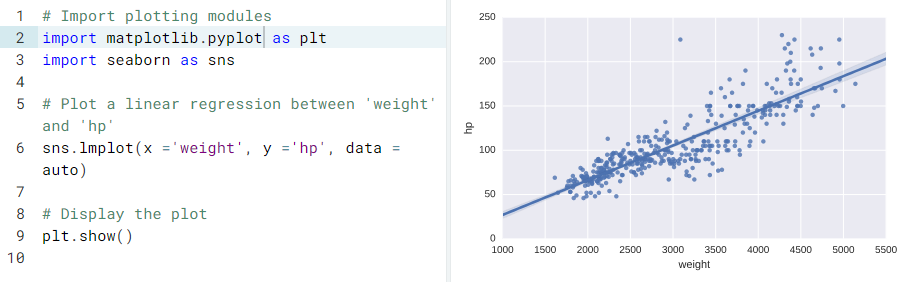 1 # Import plotting modules
2 import matplotlib.pyplot as plt
3 import seaborn as sns
4
5 # Plot a linear regression between 'weight'
and 'hp'
6 sns.lmplot(x ='weight', y ='hp', data =
auto)
7
8 # Display the plot
9 plt.show()
10
250
200
150
100
50
0
hp
1000 1500 2000 2500 3000 3500 4000 4500 5000 5500
weight